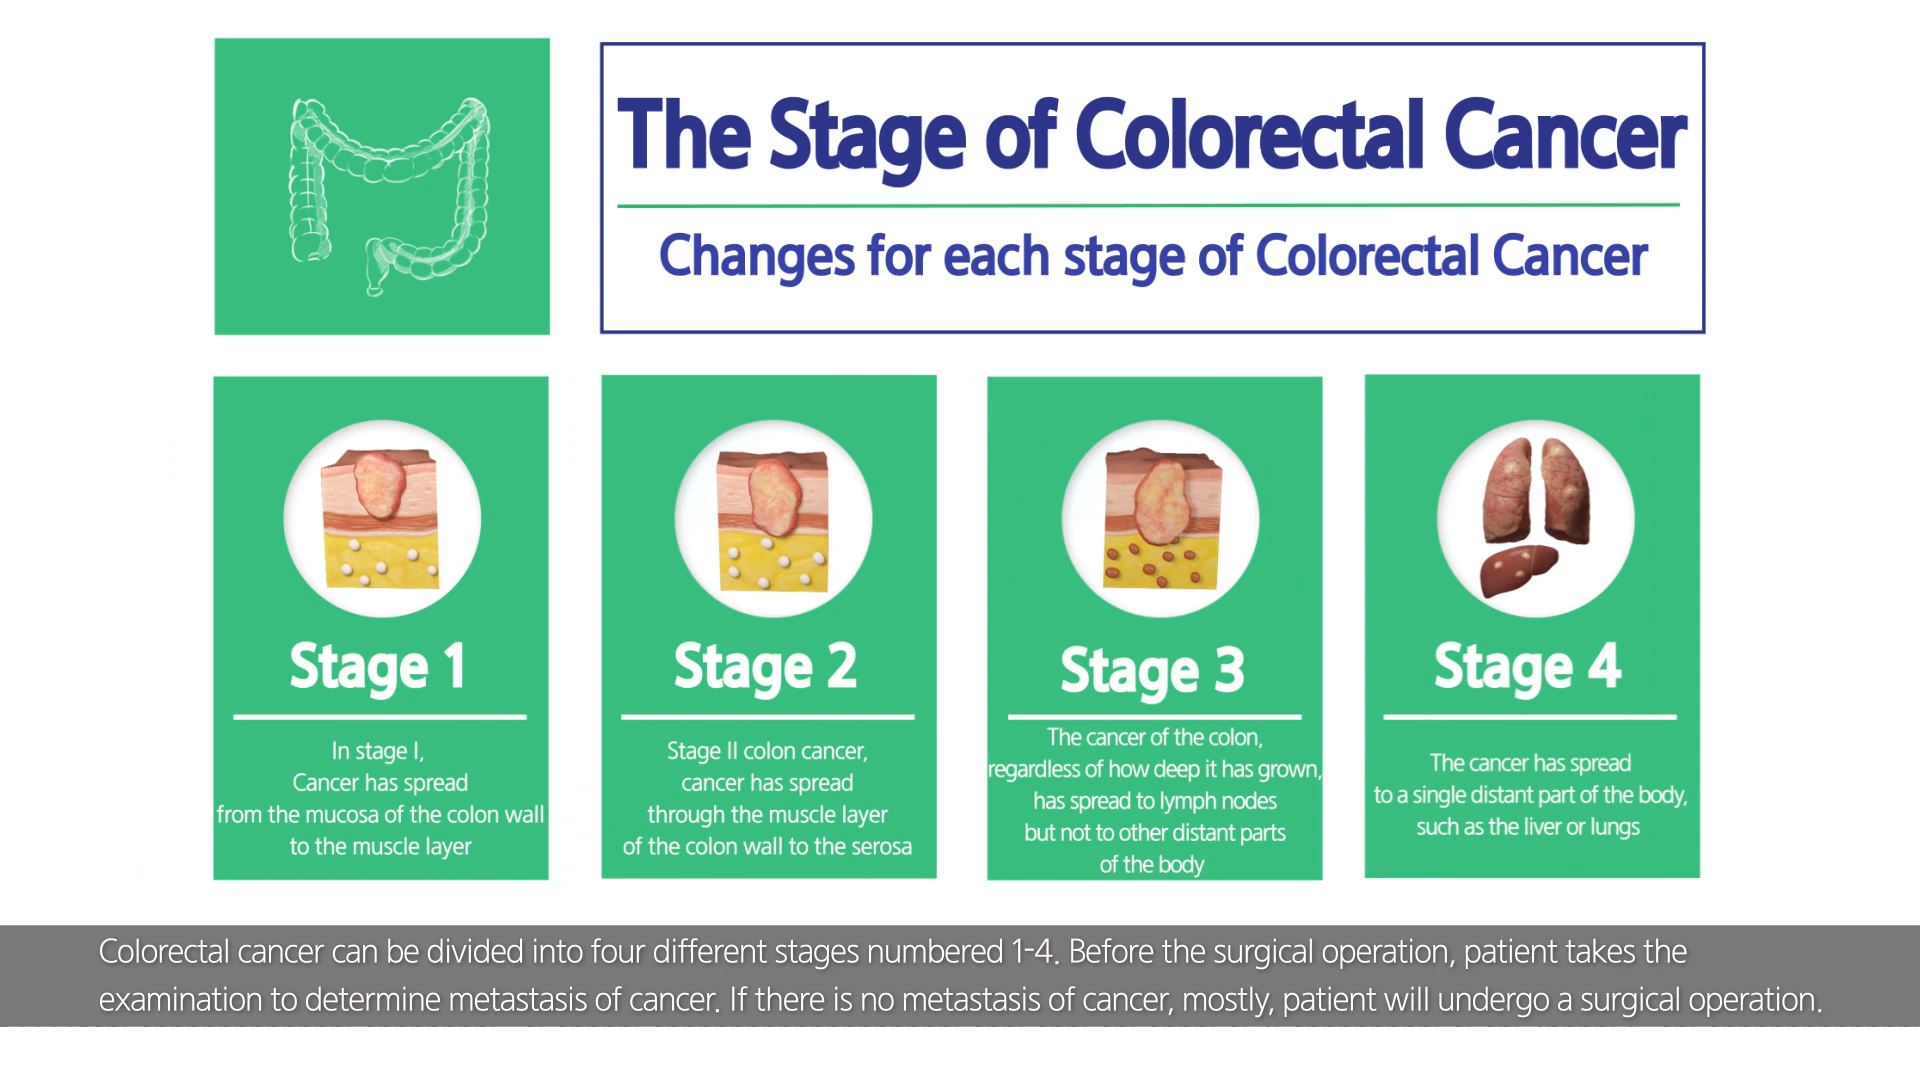 The Stage of Colorectal Cancer
Changes for each stage of Colorectal Cancer
Stage 1
In stage I,
Cancer has spread
from the mucosa of the colon wall
to the muscle layer
Stage 2
Stage II colon cancer,
cancer has spread
through the muscle layer
of the colon wall to the serosa
Stage 3
The cancer of the colon,
regardless of how deep it has grown,
has spread to lymph nodes
but not to other distant parts
of the body
Stage 4
The cancer has spread
to a single distant part of the body,
such as the liver or lungs
Colorectal cancer can be divided into four different stages numbered 1-4. Before the surgical operation, patient takes the
examination to determine metastasis of cancer. If there is no metastasis of cancer, mostly, patient will undergo a surgical operation.